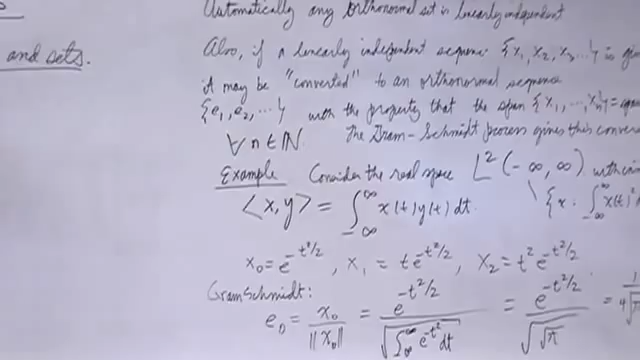 and sets.
Automatically any orthonormal set is linearly independent
Also, if a linearly independent sequence {x₁, x₂, x₃ ...} is
it may be "converted" to an orthonormal sequence
{e₁, e₂, ...} with the property that the span {x₁, ..., xₙ} =
∀ n ∈ ℕ. The Gram-Schmidt process gives this
Example Consider the real space L²(-∞, ∞) with
<x, y> = ∫_{-∞}^{∞} x(t) y(t) dt. {x : ∫_{-∞}^{∞} x(t)²
x₀ = e^{-t²/2}, x₁ = t e^{-t²/2}, x₂ = t² e^{-t²/2}
Gram Schmidt:
e₀ = x₀/||x₀|| = e^{-t²/2}/√(∫_{-∞}^{∞} e^{-t²} dt) = e^{-t²/2}/√(√π) = 1/⁴√π